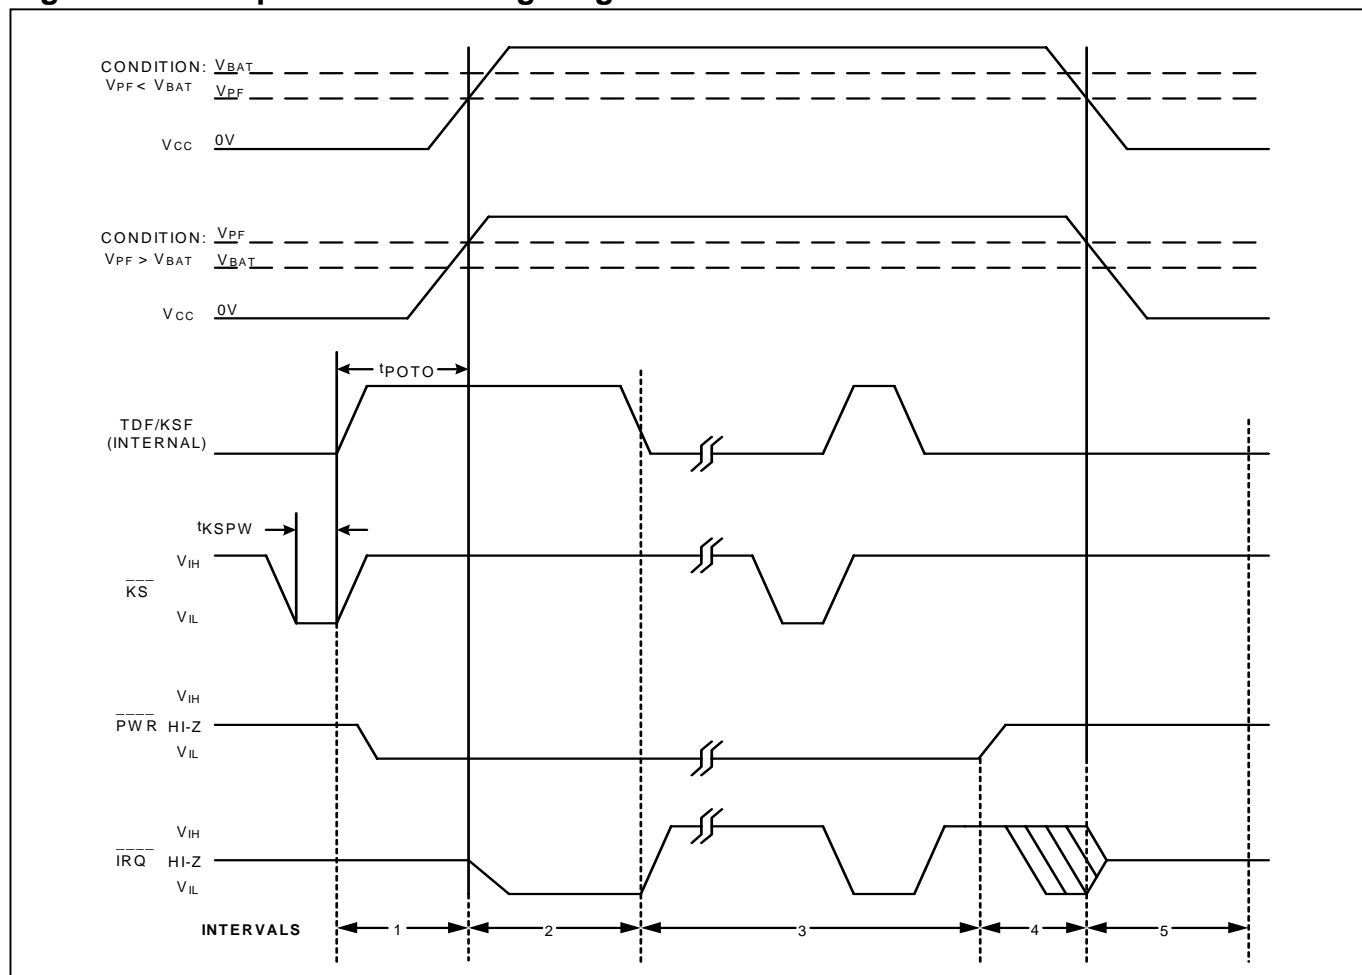 CONDITION: VBAT
VPF < VBAT VPF
VCC 0V
CONDITION: VPF
VPF > VBAT VBAT
VCC 0V
tPOTO
TDF/KSF
(INTERNAL)
tKSPW
VIH
KS
VIL
VIH
PWR HI-Z
VIL
VIH
IRQ HI-Z
VIL
INTERVALS 1 2 3 4 5